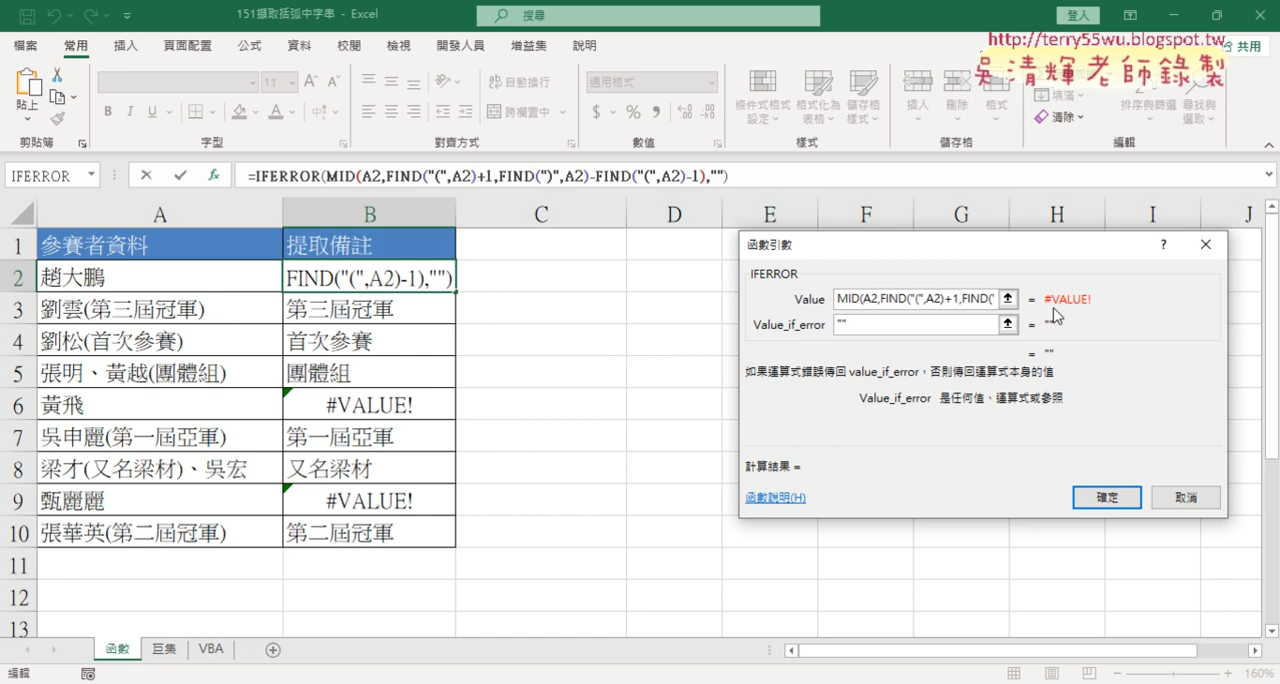 151擷取括弧中字串 - Excel
搜尋
登入
檔案 常用 插入 頁面配置 公式 資料 校閱 檢視 開發人員 增益集 說明
共用
http://terry55wu.blogspot.tw
吳清輝老師錄製
貼上
11
自動換行
通用格式
條件式格式設定 格式化為表格 儲存格樣式
插入 刪除 格式
填滿
清除
排序與篩選 尋找與選取
B I U A
跨欄置中
$ % ,
剪貼簿 字型 對齊方式 數值 樣式 儲存格 編輯
IFERROR
fx
=IFERROR(MID(A2,FIND("(",A2)+1,FIND(")",A2)-FIND("(",A2)-1),"")
A B C D E F G H I J
1 參賽者資料 提取備註
2 趙大鵬 FIND("(",A2)-1),"")
3 劉雲(第三屆冠軍) 第三屆冠軍
4 劉松(首次參賽) 首次參賽
5 張明、黃越(團體組) 團體組
6 黃飛 #VALUE!
7 吳申麗(第一屆亞軍) 第一屆亞軍
8 梁才(又名梁材)、吳宏 又名梁材
9 甄麗麗 #VALUE!
10 張華英(第二屆冠軍) 第二屆冠軍
11
12
13
函數引數
? ×
IFERROR
Value MID(A2,FIND("(",A2)+1,FIND(" = #VALUE!
Value_if_error "" = ""
= ""
如果運算式錯誤傳回 value_if_error，否則傳回運算式本身的值
Value_if_error 是任何值、運算式或參照
計算結果 =
函數說明(H)
確定 取消
函數 巨集 VBA
編輯
160%